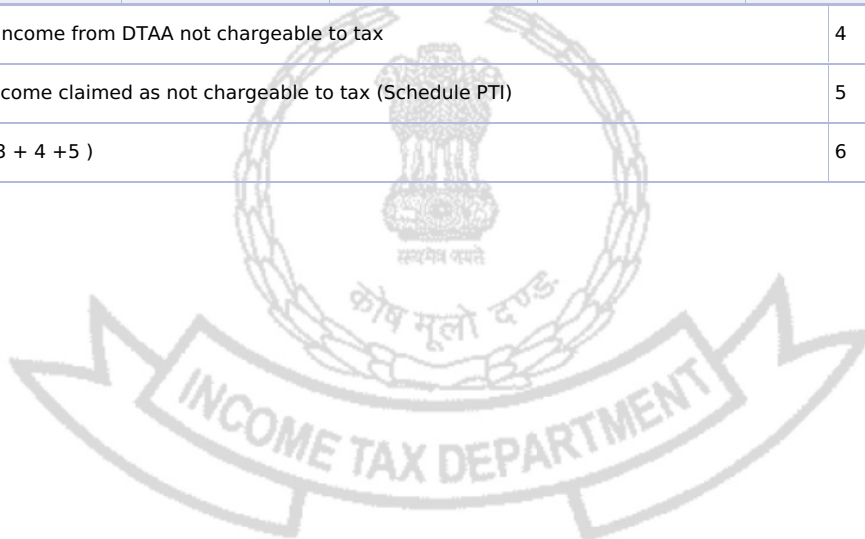 ncome from DTAA not chargeable to tax 4
come claimed as not chargeable to tax (Schedule PTI) 5
3 + 4 +5 ) 6
सत्यमेव जयते
कोष मूलो दण्डः
INCOME TAX DEPARTMENT